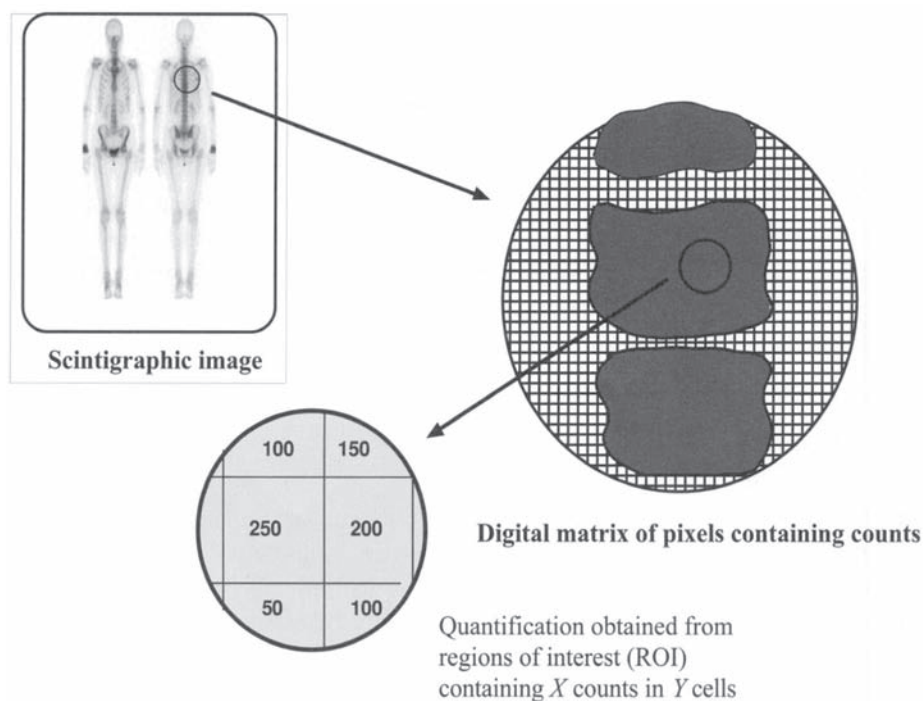 Scintigraphic image
100 150
250 200
50 100
Digital matrix of pixels containing counts
Quantification obtained from
regions of interest (ROI)
containing X counts in Y cells